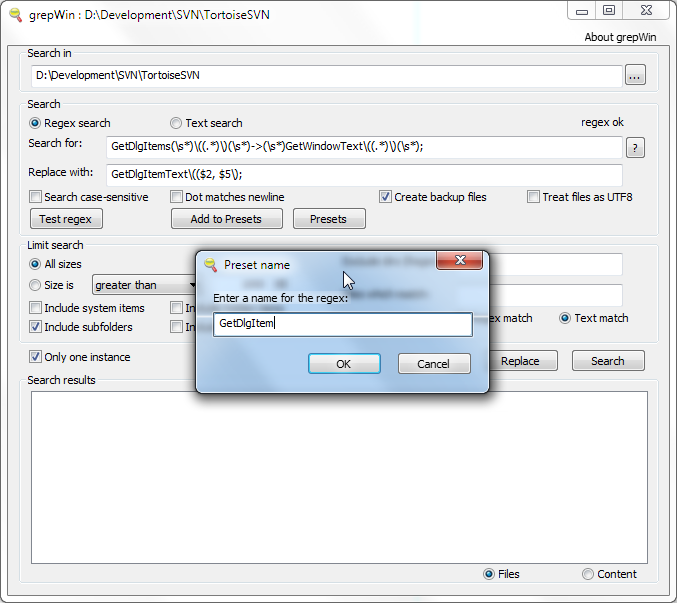 grepWin : D:\Development\SVN\TortoiseSVN
About grepWin
Search in
D:\Development\SVN\TortoiseSVN
...
Search
Regex search
Text search
regex ok
Search for:
GetDlgItems(\s*)\((.*)\)(\s*)->(\s*)GetWindowText\((.*)\)(\s*);
?
Replace with:
GetDlgItemText\(($2, $5\);
Search case-sensitive
Dot matches newline
Create backup files
Treat files as UTF8
Test regex
Add to Presets
Presets
Limit search
All sizes
Size is
greater than
Include system items
Include subfolders
Text match
Preset name
Enter a name for the regex:
GetDlgItem
OK
Cancel
Only one instance
Replace
Search
Search results
Files
Content